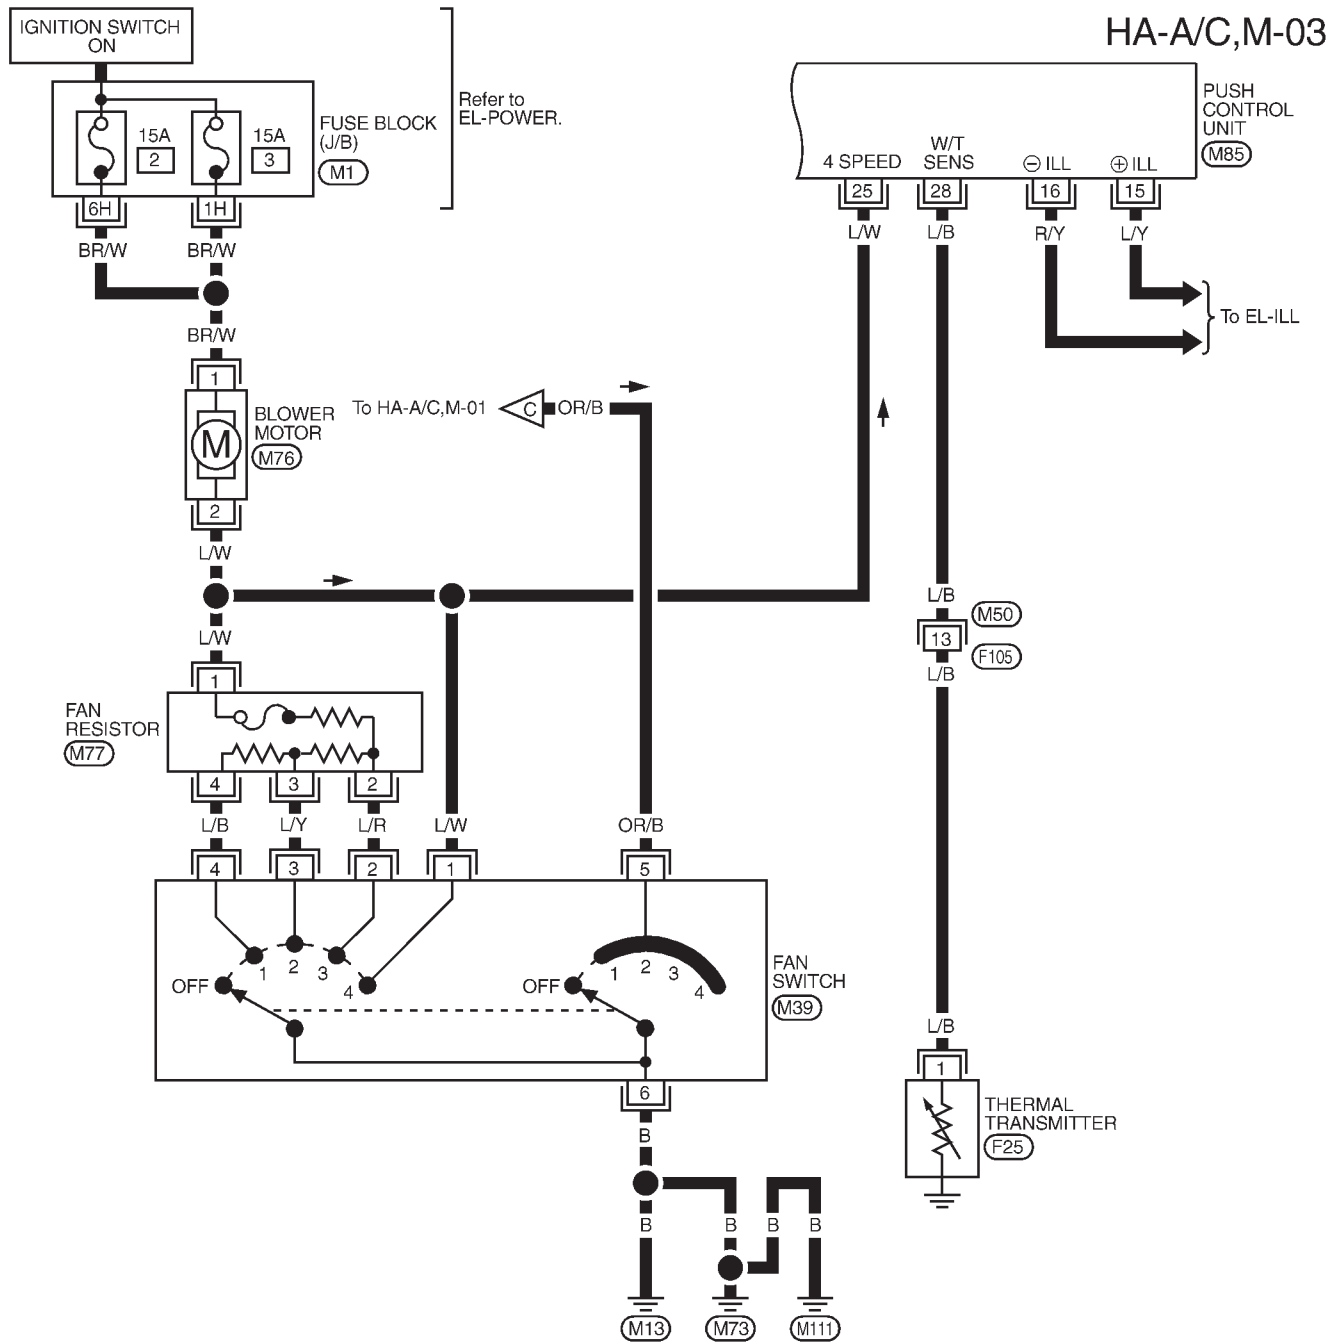 HA-A/C,M-03
IGNITION SWITCH
ON
Refer to
EL-POWER.
15A
2
15A
3
FUSE BLOCK
(J/B)
M1
6H
1H
BR/W
BR/W
BR/W
PUSH
CONTROL
UNIT
M85
4 SPEED
W/T
SENS
⊖ ILL
⊕ ILL
25
28
16
15
L/W
L/B
R/Y
L/Y
To EL-ILL
1
BLOWER
MOTOR
M76
M
2
To HA-A/C,M-01
C
OR/B
L/W
L/W
L/B
M50
13
F105
L/B
1
FAN
RESISTOR
M77
4
3
2
L/B
L/Y
L/R
L/W
OR/B
4
3
2
1
5
OFF
1
2
3
4
OFF
1
2
3
4
FAN
SWITCH
M39
6
L/B
1
THERMAL
TRANSMITTER
F25
B
B
B
B
B
M13
M73
M111